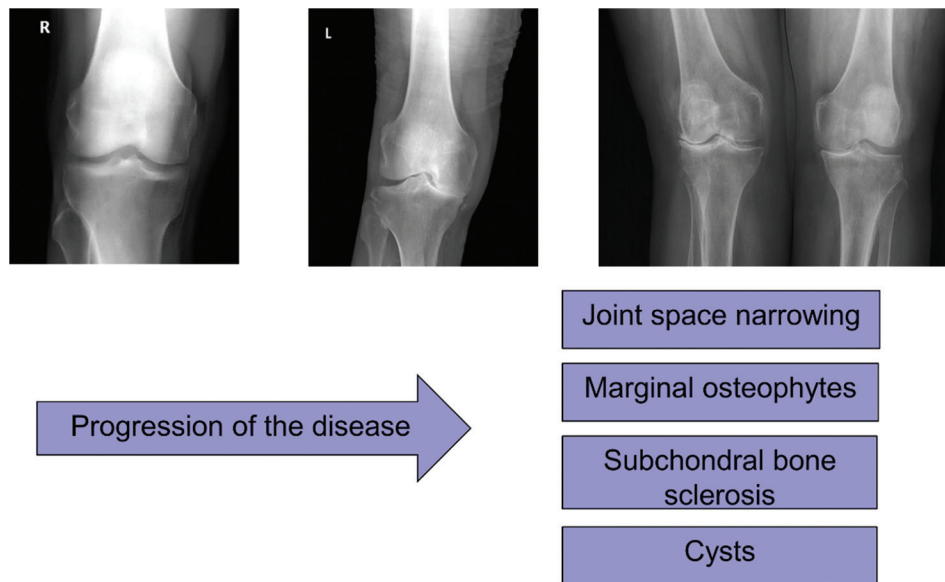 R
L
Joint space narrowing
Marginal osteophytes
Progression of the disease
Subchondral bone
sclerosis
Cysts